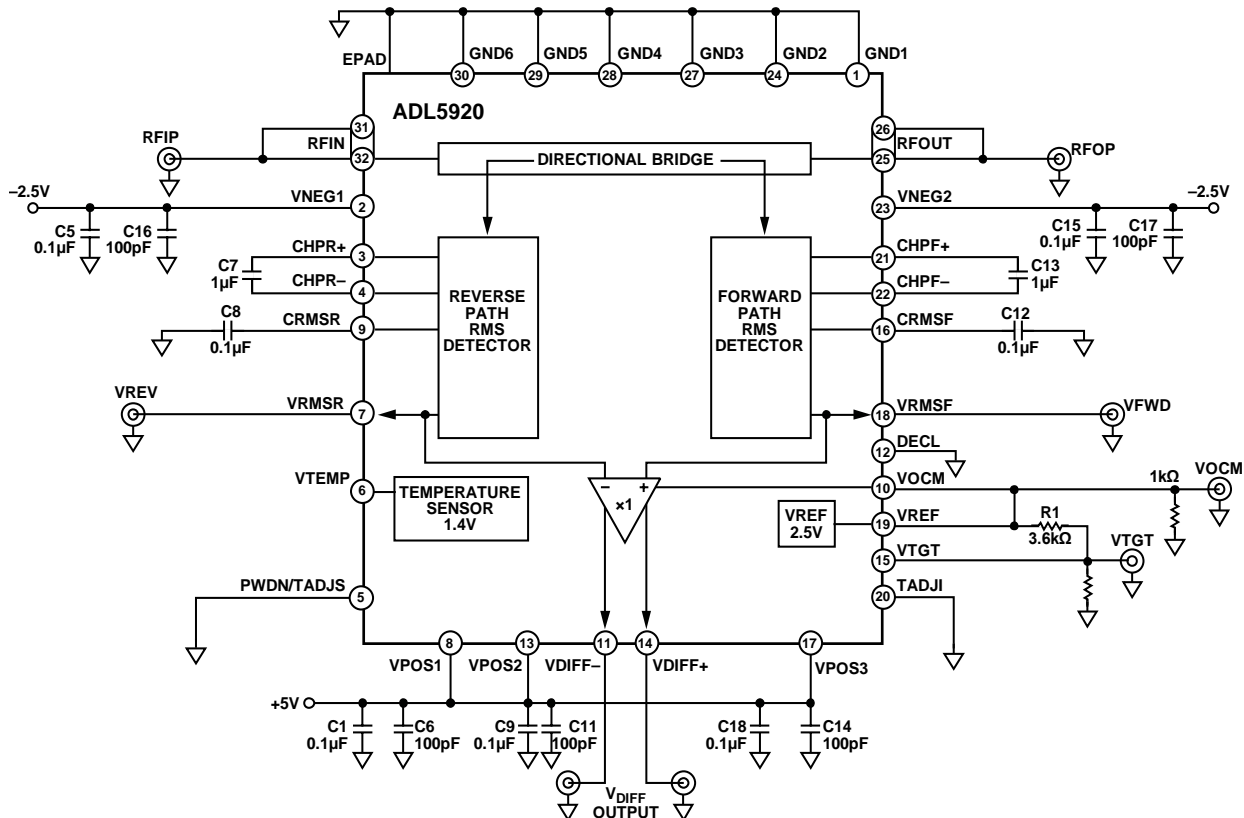 EPAD
GND6
GND5
GND4
GND3
GND2
GND1
30
29
28
27
24
1
ADL5920
RFIP
31
RFIN
32
DIRECTIONAL BRIDGE
26
RFOUT
25
RFOP
–2.5V
VNEG1
2
C5
0.1µF
C16
100pF
23
VNEG2
–2.5V
C15
0.1µF
C17
100pF
CHPR+
3
C7
1µF
CHPR–
4
C8
0.1µF
CRMSR
9
REVERSE
PATH
RMS
DETECTOR
FORWARD
PATH
RMS
DETECTOR
21
CHPF+
22
CHPF–
C13
1µF
16
CRMSF
C12
0.1µF
VREV
VRMSR
7
18
VRMSF
VFWD
12
DECL
VTEMP
6
TEMPERATURE
SENSOR
1.4V
– +
×1
10
VOCM
1kΩ
VOCM
VREF
2.5V
19
VREF
R1
3.6kΩ
15
VTGT
VTGT
PWDN/TADJS
5
20
TADJI
8
13
11
14
17
VPOS1
VPOS2
VDIFF–
VDIFF+
VPOS3
+5V
C1
0.1µF
C6
100pF
C9
0.1µF
C11
100pF
C18
0.1µF
C14
100pF
VDIFF
OUTPUT